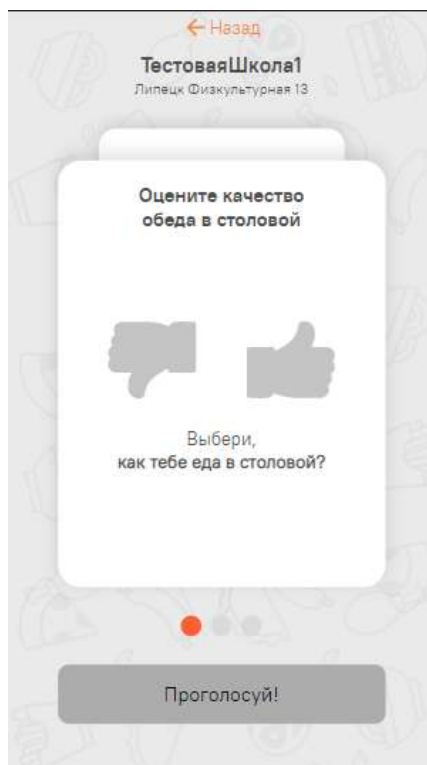 Назад
ТестоваяШкола1
Липецк Физкультурная 13
Оцените качество
обеда в столовой
Выбери,
как тебе еда в столовой?
Проголосуй!